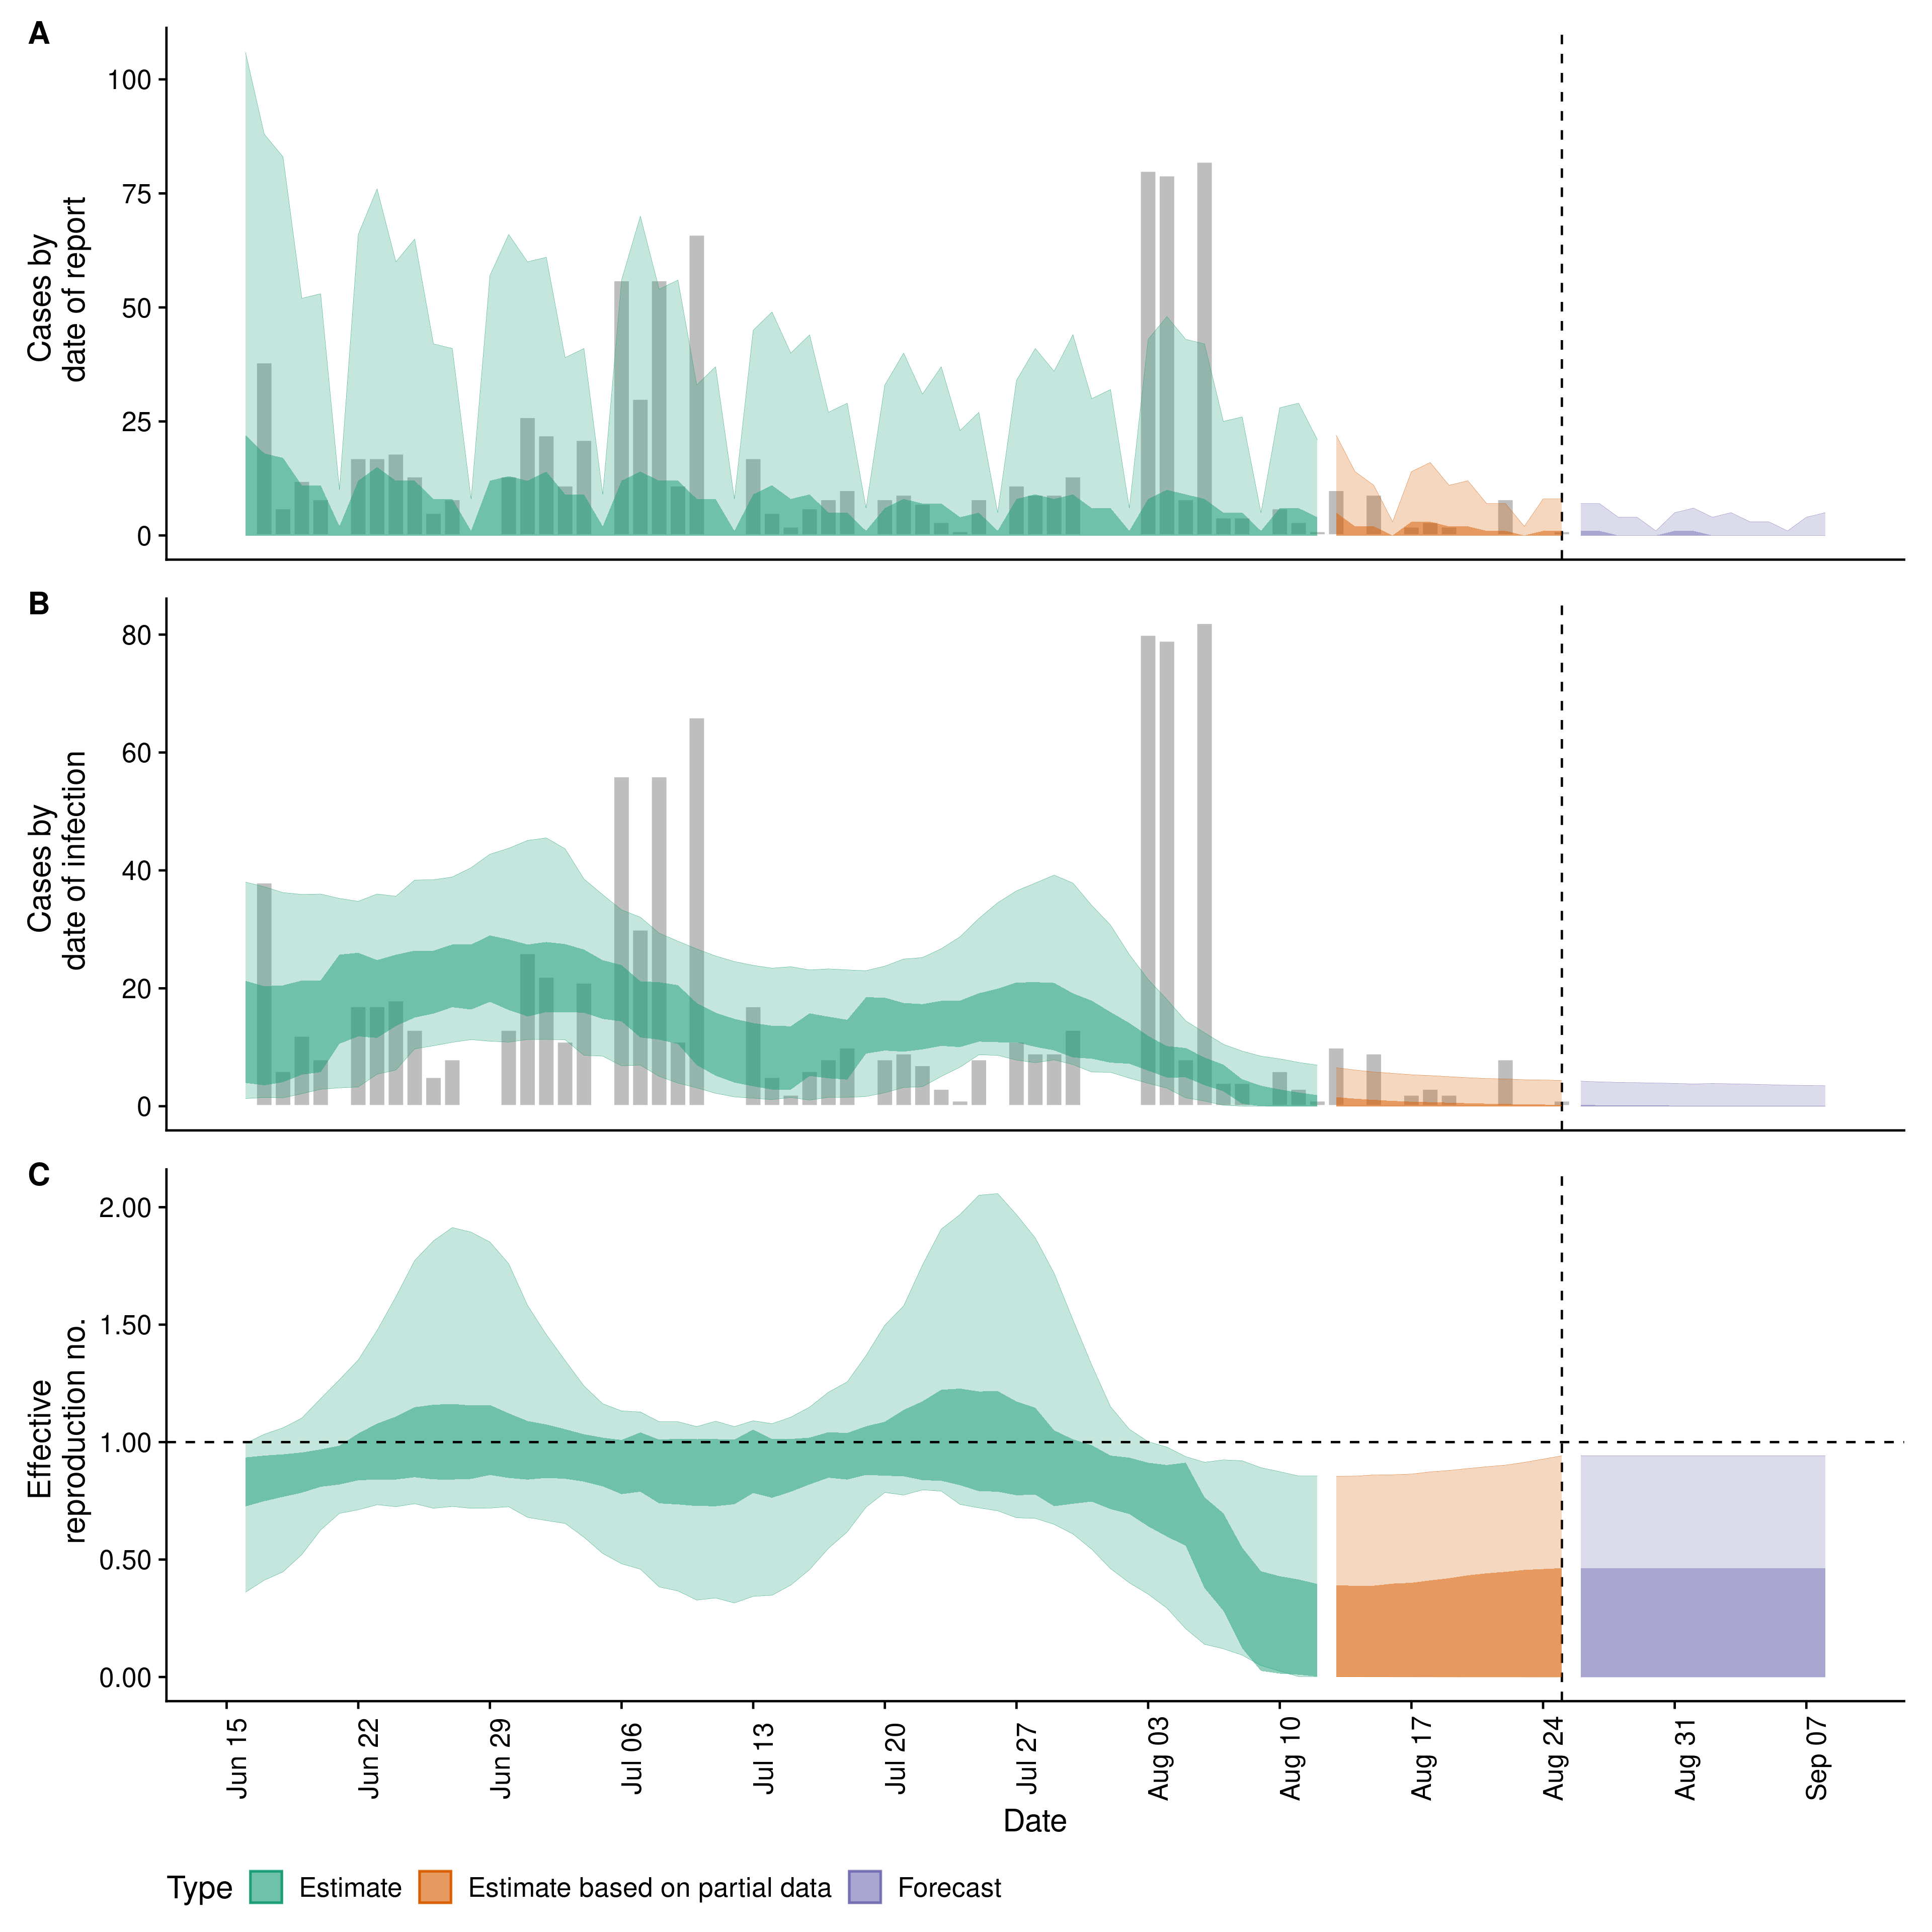 A
Cases by
date of report
100
75
50
25
0
B
Cases by
date of infection
80
60
40
20
0
C
Effective
reproduction no.
2.00
1.50
1.00
0.50
0.00
Jun 15
Jun 22
Jun 29
Jul 06
Jul 13
Jul 20
Jul 27
Aug 03
Aug 10
Aug 17
Aug 24
Aug 31
Sep 07
Date
Type
Estimate
Estimate based on partial data
Forecast